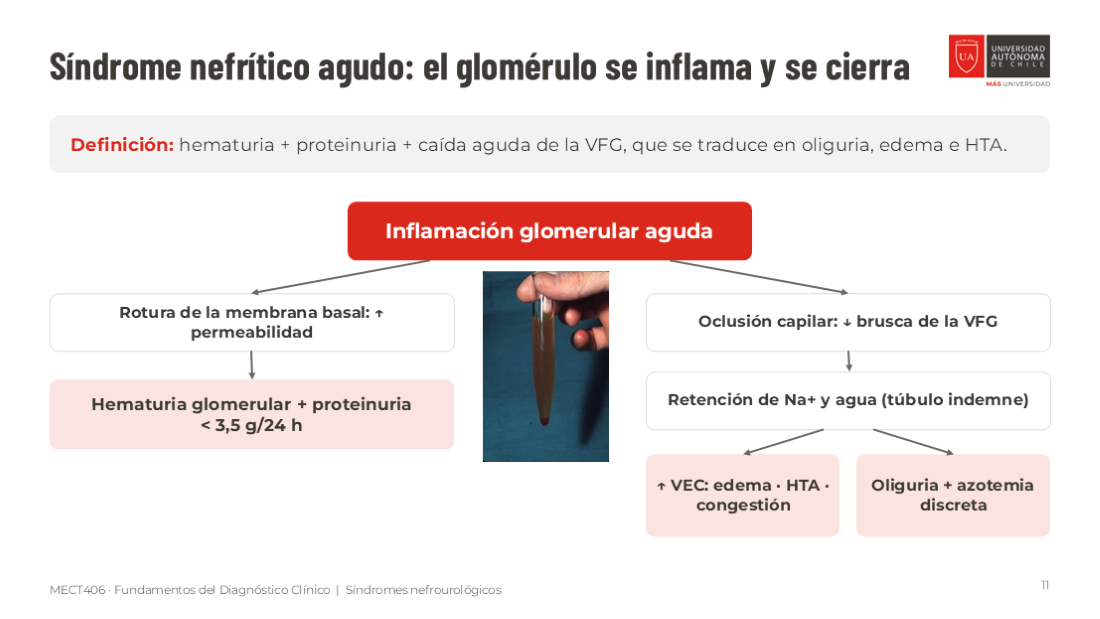 Síndrome nefrítico agudo: el glomérulo se inflama y se cierra
UA
UNIVERSIDAD
AUTÓNOMA
DE CHILE
MÁS UNIVERSIDAD
Definición: hematuria + proteinuria + caída aguda de la VFG, que se traduce en oliguria, edema e HTA.
Inflamación glomerular aguda
Rotura de la membrana basal: ↑
permeabilidad
Hematuria glomerular + proteinuria
< 3,5 g/24 h
Oclusión capilar: ↓ brusca de la VFG
Retención de Na+ y agua (túbulo indemne)
↑ VEC: edema · HTA ·
congestión
Oliguria + azotemia
discreta
MECT406 · Fundamentos del Diagnóstico Clínico | Síndromes nefrourológicos
11